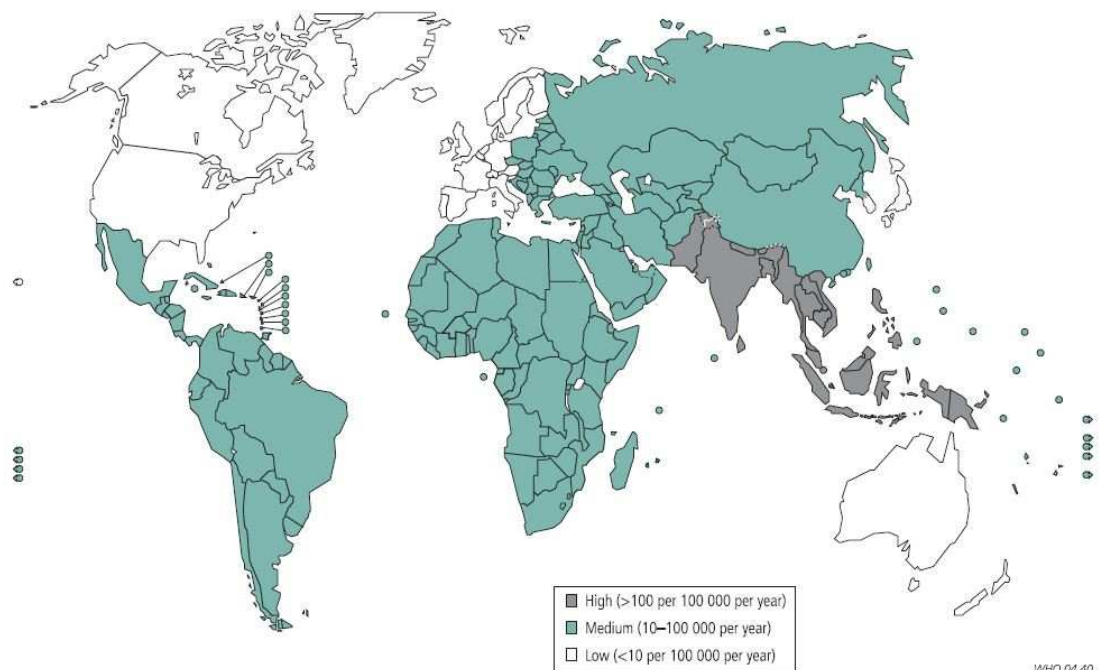 High (>100 per 100 000 per year)
Medium (10–100 000 per year)
Low (<10 per 100 000 per year)
WHO 04.40